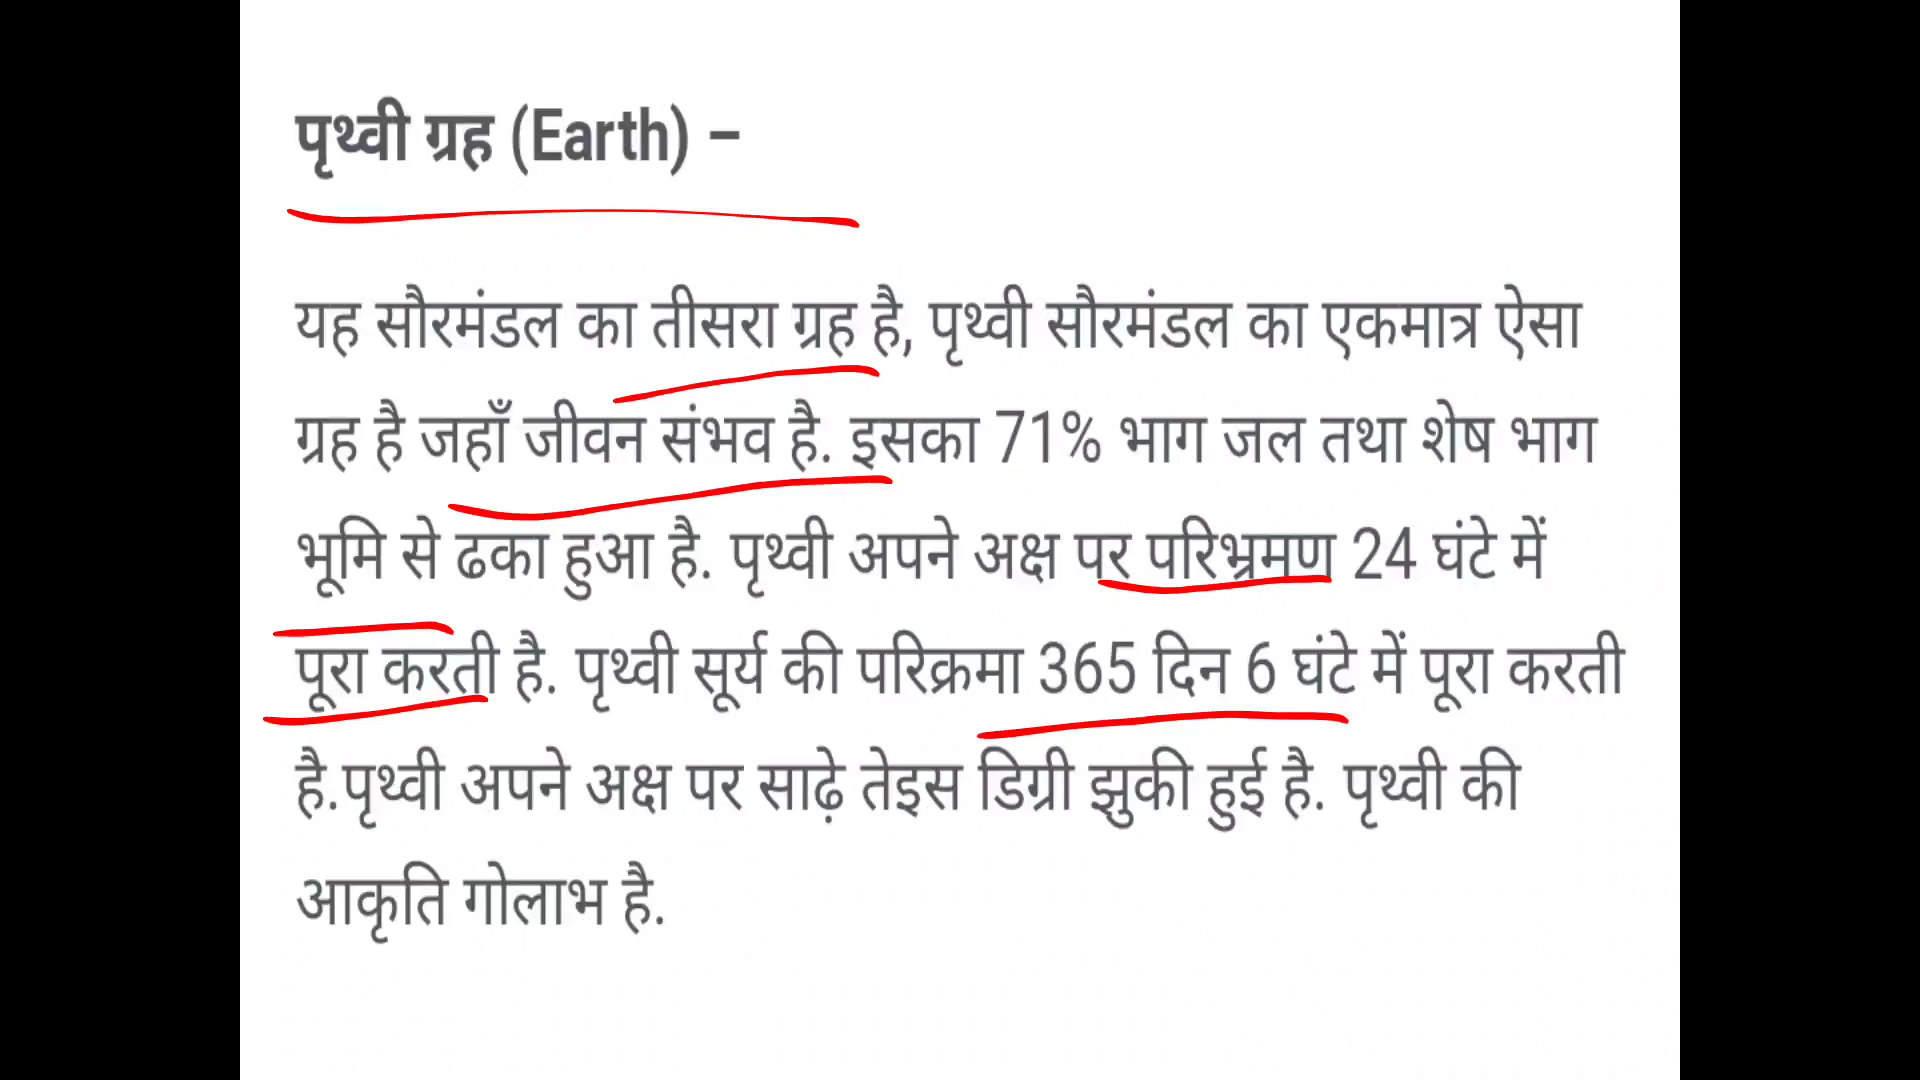 पृथ्वी ग्रह (Earth) –
यह सौरमंडल का तीसरा ग्रह है, पृथ्वी सौरमंडल का एकमात्र ऐसा
ग्रह है जहाँ जीवन संभव है. इसका 71% भाग जल तथा शेष भाग
भूमि से ढका हुआ है. पृथ्वी अपने अक्ष पर परिभ्रमण 24 घंटे में
पूरा करती है. पृथ्वी सूर्य की परिक्रमा 365 दिन 6 घंटे में पूरा करती
है.पृथ्वी अपने अक्ष पर साढ़े तेइस डिग्री झुकी हुई है. पृथ्वी की
आकृति गोलाभ है.